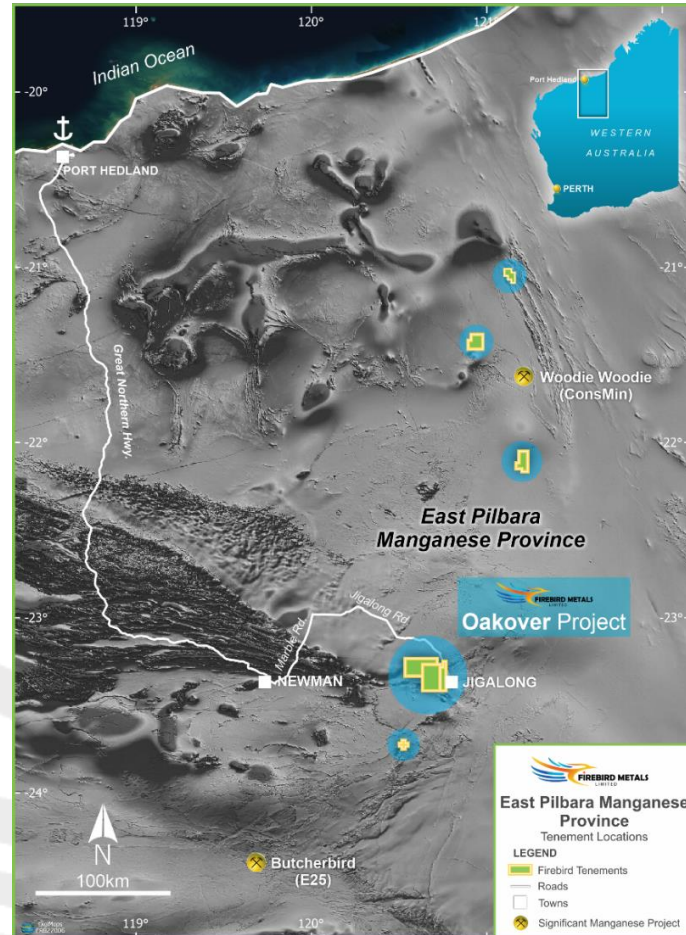 119°
120°
121°
Indian Ocean
-20°
PORT HEDLAND
Port Hedland
WESTERN
AUSTRALIA
PERTH
-21°
-21°
Great Northern Hwy.
Woodie Woodie
(ConsMin)
-22°
-22°
East Pilbara
Manganese Province
FIREBIRD METALS
LIMITED
Oakover Project
-23°
-23°
Jigalong Rd
Marble Rd.
NEWMAN
JIGALONG
-24°
N
100km
Butcherbird
(E25)
119°
120°
FIREBIRD METALS
LIMITED
East Pilbara Manganese
Province
Tenement Locations
LEGEND
Firebird Tenements
Roads
Towns
Significant Manganese Project